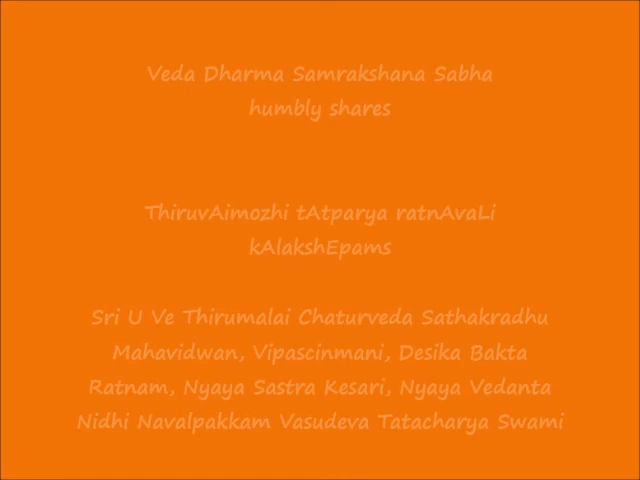 Veda Dharma Samrakshana Sabha
humbly shares
ThiruvAimozhi tAtparya ratnAvaLi
kAlakshEpams
Sri U Ve Thirumalai Chaturveda Sathakradhu
Mahavidwan, Vipascinmani, Desika Bakta
Ratnam, Nyaya Sastra Kesari, Nyaya Vedanta
Nidhi Navalpakkam Vasudeva Tatacharya Swami